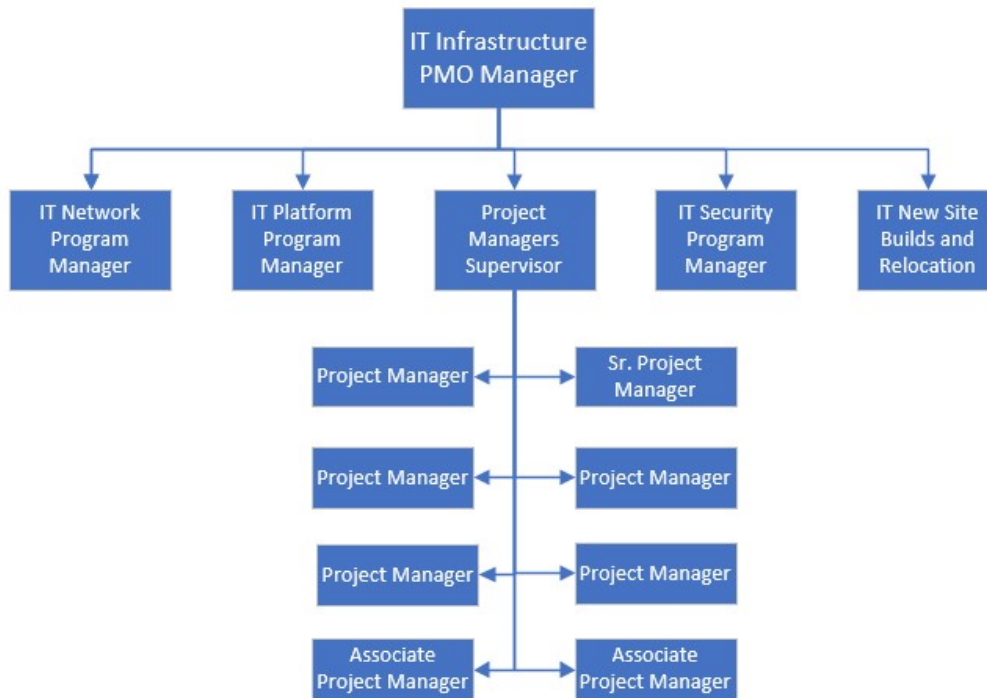 IT Infrastructure
PMO Manager
IT Network
Program
Manager
IT Platform
Program
Manager
Project
Managers
Supervisor
IT Security
Program
Manager
IT New Site
Builds and
Relocation
Project Manager
Sr. Project
Manager
Project Manager
Project Manager
Project Manager
Project Manager
Associate
Project Manager
Associate
Project Manager